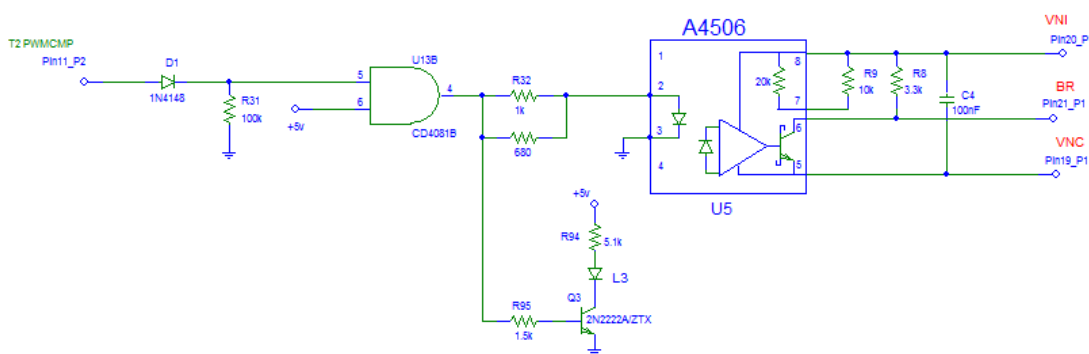 A4506
VNI
Pin20_P
T2 PWMCMP
Pin11_P2
D1
1N4148
R31
100k
+5v
U13B
5
6
4
CD4081B
R32
1k
680
1
2
3
4
8
20k
7
6
5
U5
R9
10k
R8
3.3k
C4
100nF
BR
Pin21_P1
VNC
Pin19_P1
+5v
R94
5.1k
L3
Q3
2N2222A/ZTX
R95
1.5k